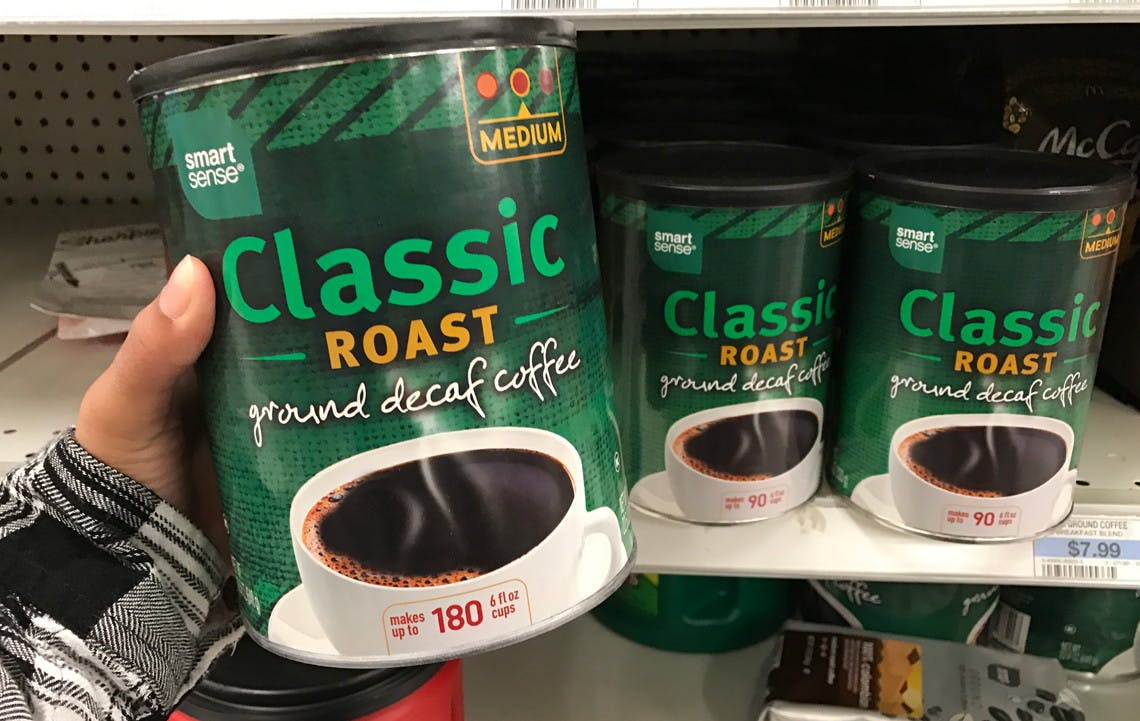 smart
sense®
MEDIUM
Classic
ROAST
ground decaf coffee
makes
up to
180
6 fl oz
cups
smart
sense®
MEDIUM
Classic
ROAST
ground decaf coffee
makes
up to
90
6 fl oz
cups
smart
sense®
MEDIUM
Classic
ROAST
ground decaf coffee
makes
up to
90
6 fl oz
cups
McCa
GROUND COFFEE
BREAKFAST BLEND
$7.99
coffee